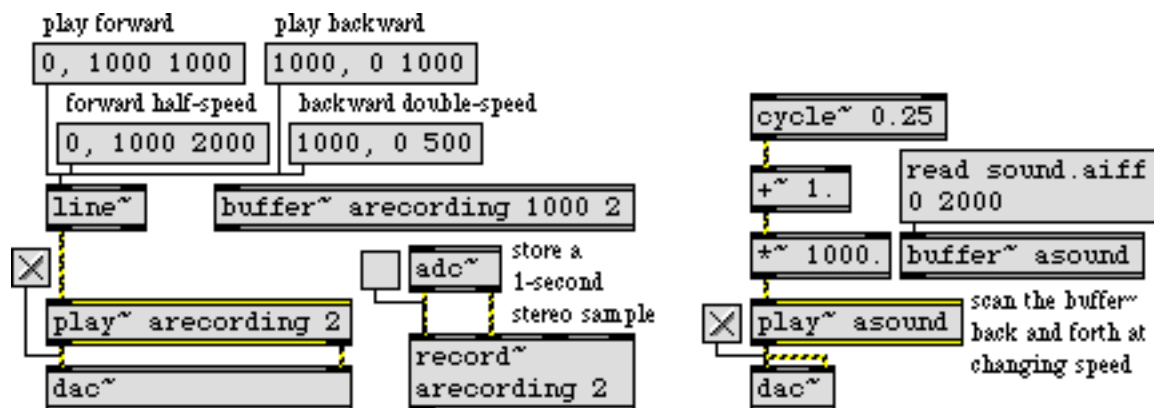 play forward
play backward
0, 1000 1000
1000, 0 1000
forward half-speed
backward double-speed
0, 1000 2000
1000, 0 500
line~
buffer~ arecording 1000 2
adc~
store a
1-second
stereo sample
play~ arecording 2
record~
arecording 2
dac~
cycle~ 0.25
+~ 1.
read sound.aiff
0 2000
*~ 1000.
buffer~ asound
play~ asound
scan the buffer~
back and forth at
changing speed
dac~